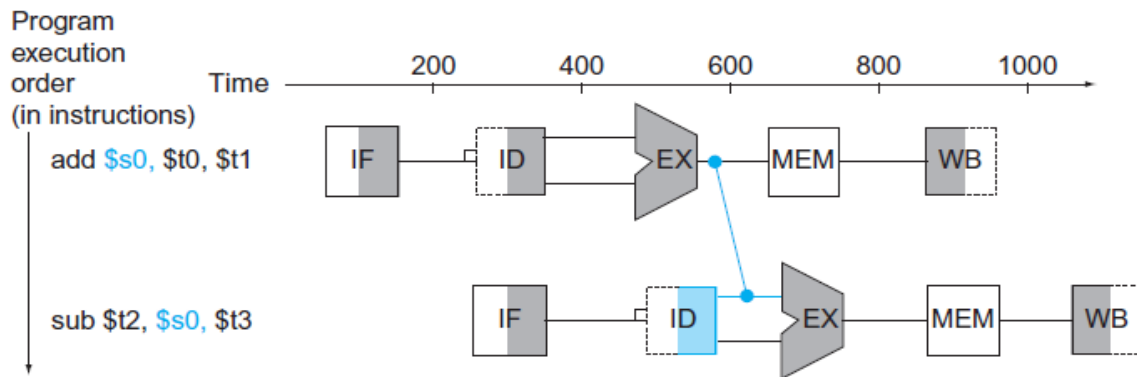 Program
execution
order Time
(in instructions)
200 400 600 800 1000
add $s0, $t0, $t1
IF ID EX MEM WB
sub $t2, $s0, $t3
IF ID EX MEM WB